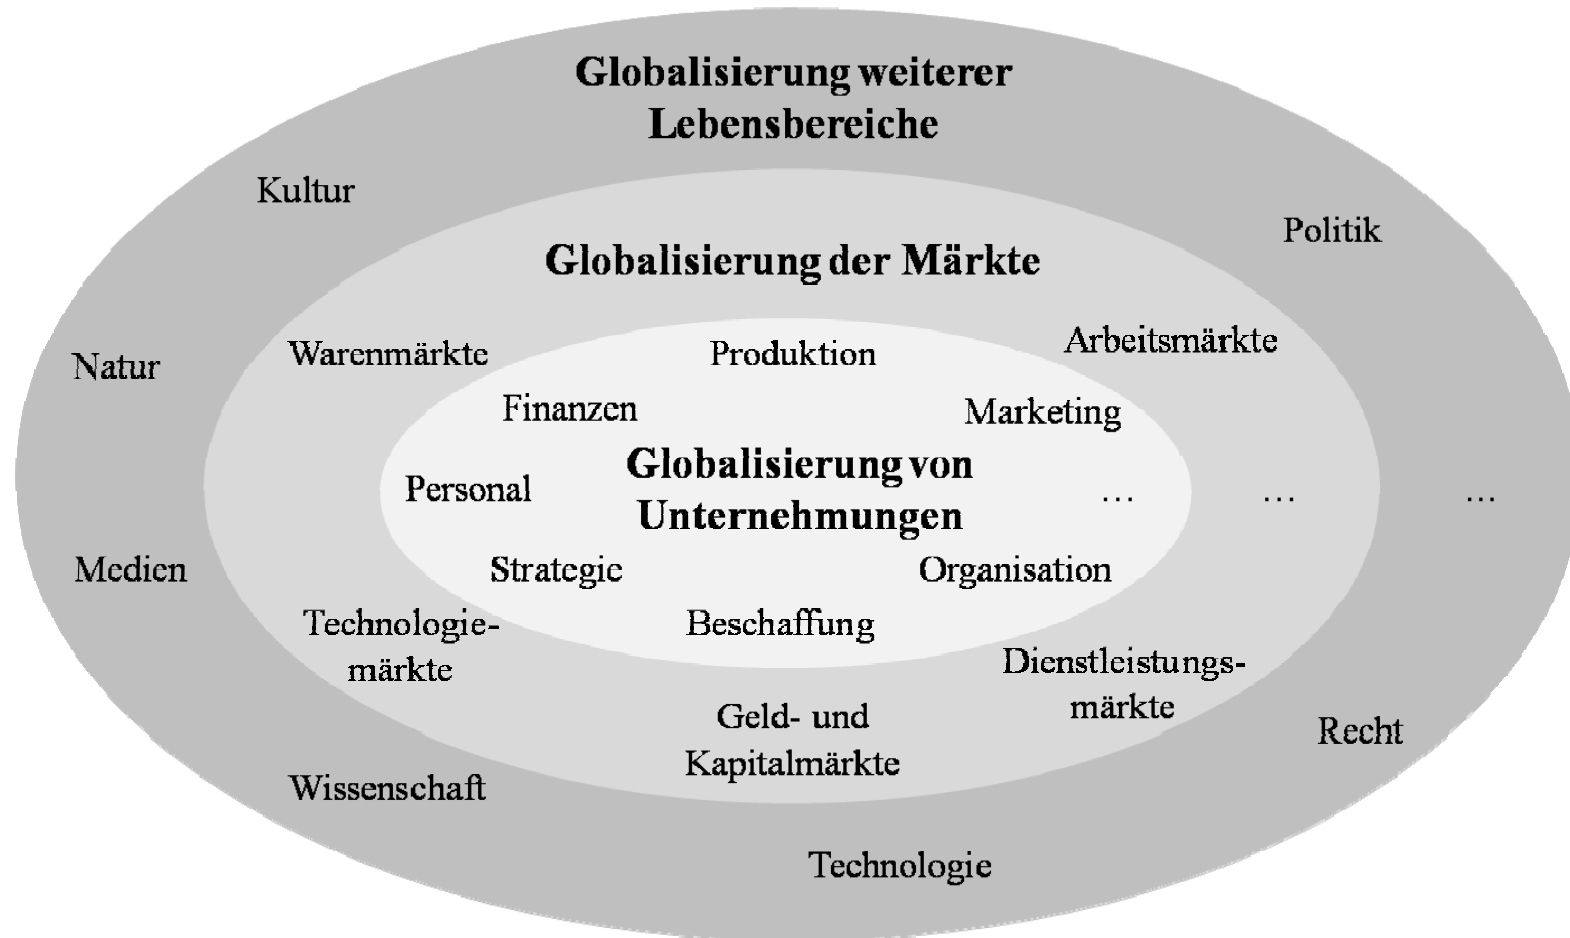 Globalisierung weiterer
Lebensbereiche
Kultur
Politik
Globalisierung der Märkte
Natur
Warenmärkte
Produktion
Arbeitsmärkte
Finanzen
Marketing
Globalisierung von
Unternehmungen
Personal
…
…
…
Medien
Strategie
Organisation
Technologie-
märkte
Beschaffung
Dienstleistungs-
märkte
Geld- und
Kapitalmärkte
Recht
Wissenschaft
Technologie